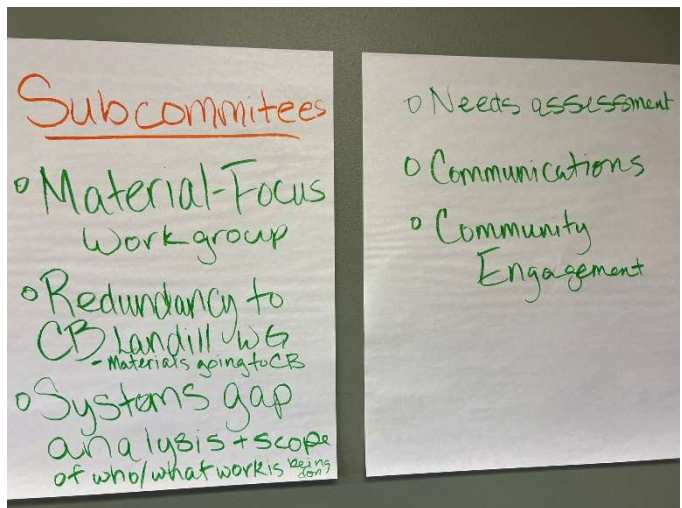 Subcommitees
o Material-Focus
Workgroup
o Redundancy to
CB Landill WG
- Materials going to CB
o Systems gap
analysis + scope
of who/what work is being
done
o Needs assessment
o Communications
o Community
Engagement